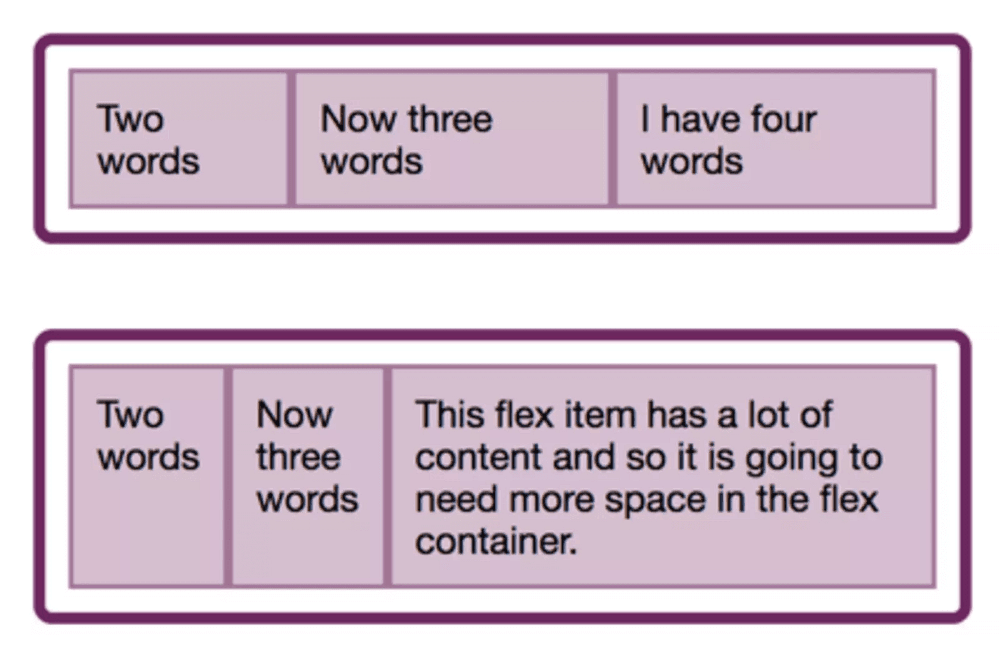 Two
words
Now three
words
I have four
words
Two
words
Now
three
words
This flex item has a lot of
content and so it is going to
need more space in the flex
container.